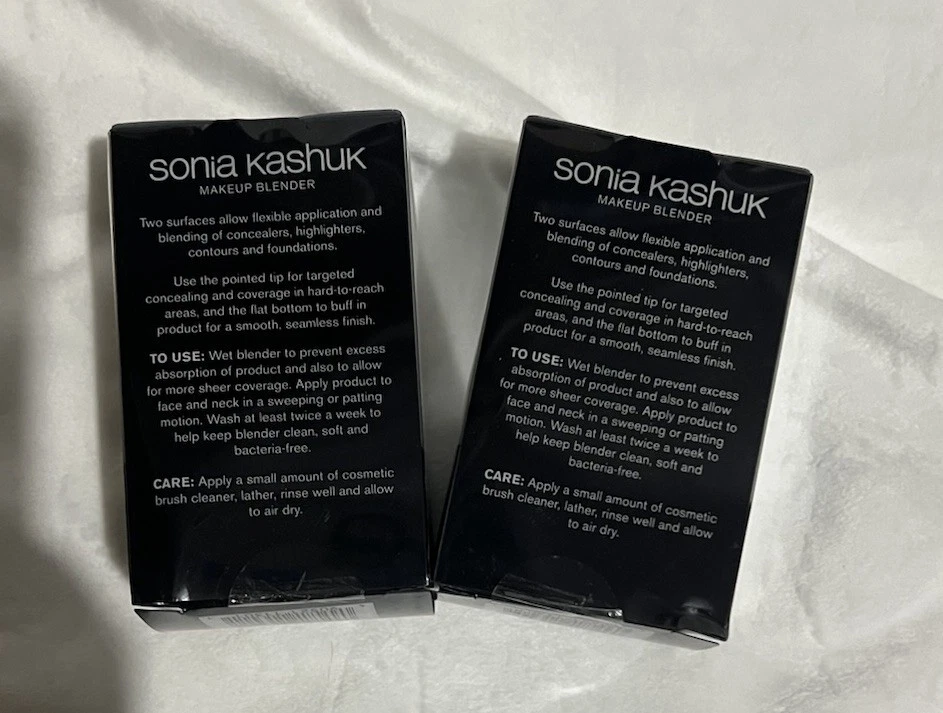 sonia kashuk
MAKEUP BLENDER
Two surfaces allow flexible application and
blending of concealers, highlighters,
contours and foundations.
Use the pointed tip for targeted
concealing and coverage in hard-to-reach
areas, and the flat bottom to buff in
product for a smooth, seamless finish.
TO USE: Wet blender to prevent excess
absorption of product and also to allow
for more sheer coverage. Apply product to
face and neck in a sweeping or patting
motion. Wash at least twice a week to
help keep blender clean, soft and
bacteria-free.
CARE: Apply a small amount of cosmetic
brush cleaner, lather, rinse well and allow
to air dry.
sonia kashuk
MAKEUP BLENDER
Two surfaces allow flexible application and
blending of concealers, highlighters,
contours and foundations.
Use the pointed tip for targeted
concealing and coverage in hard-to-reach
areas, and the flat bottom to buff in
product for a smooth, seamless finish.
TO USE: Wet blender to prevent excess
absorption of product and also to allow
for more sheer coverage. Apply product to
face and neck in a sweeping or patting
motion. Wash at least twice a week to
help keep blender clean, soft and
bacteria-free.
CARE: Apply a small amount of cosmetic
brush cleaner, lather, rinse well and allow
to air dry.